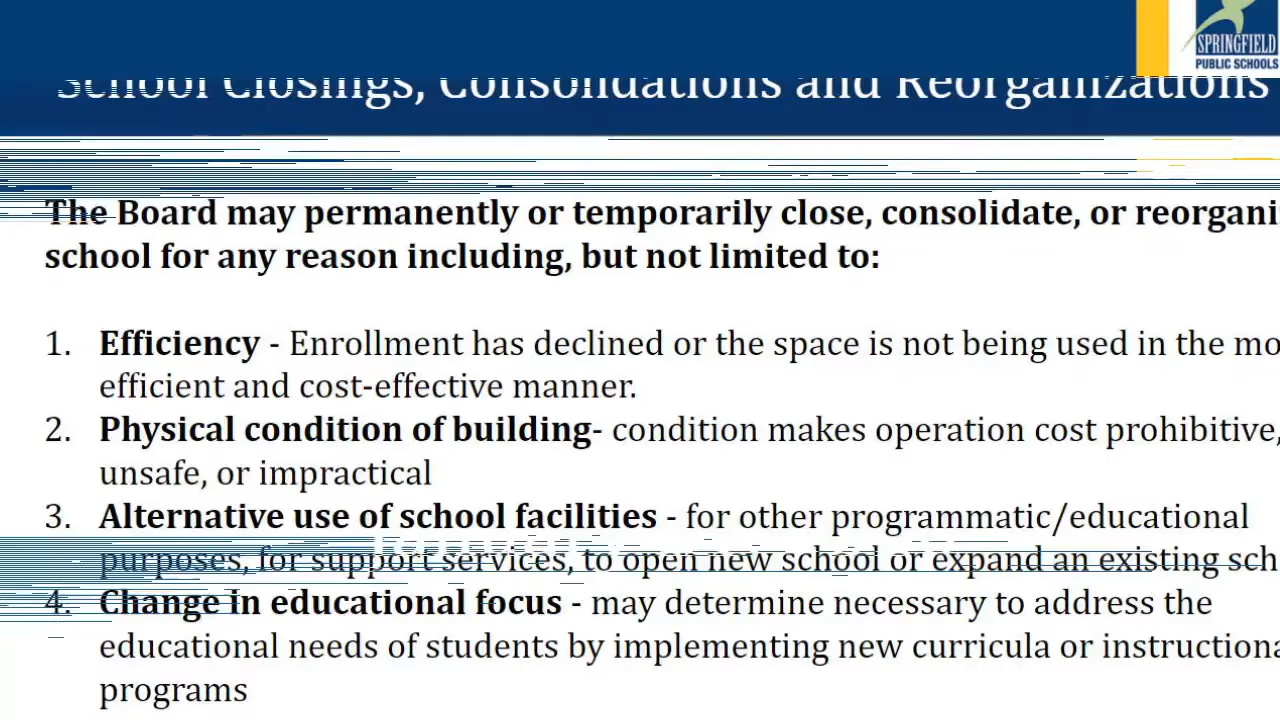 SPRINGFIELD
PUBLIC SCHOOLS
School Closings, Consolidations and Reorganizations
The Board may permanently or temporarily close, consolidate, or reorgani
school for any reason including, but not limited to:
1. Efficiency - Enrollment has declined or the space is not being used in the mo
efficient and cost-effective manner.
2. Physical condition of building- condition makes operation cost prohibitive,
unsafe, or impractical
3. Alternative use of school facilities - for other programmatic/educational
purposes, for support services, to open new school or expand an existing sch
4. Change in educational focus - may determine necessary to address the
educational needs of students by implementing new curricula or instructiona
programs